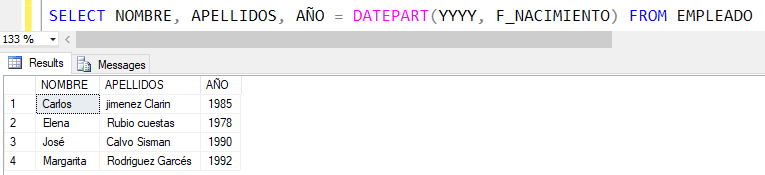 SELECT NOMBRE, APELLIDOS, AÑO = DATEPART(YYYY, F_NACIMIENTO) FROM EMPLEADO
133 %
Results Messages
NOMBRE APELLIDOS AÑO
1 Carlos jimenez Clarin 1985
2 Elena Rubio cuestas 1978
3 José Calvo Sisman 1990
4 Margarita Rodriguez Garcés 1992